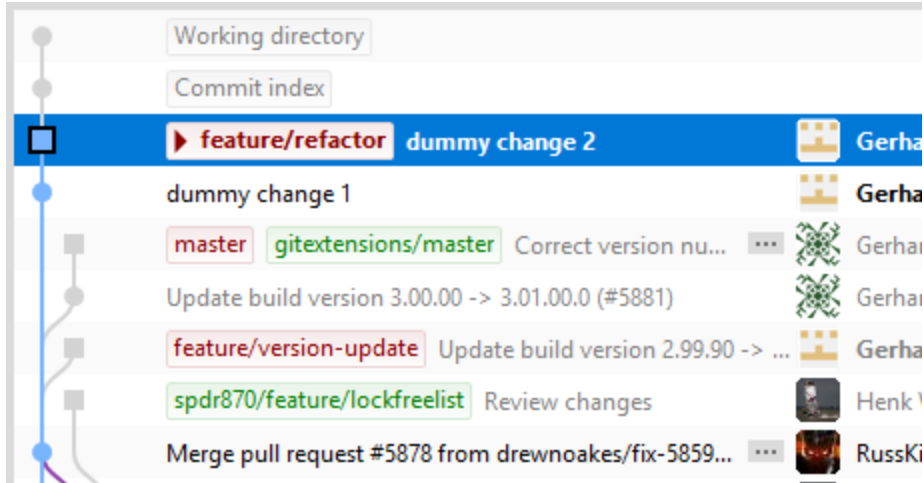 Working directory
Commit index
feature/refactor dummy change 2 Gerha
dummy change 1 Gerha
master gitextensions/master Correct version nu... ... Gerhar
Update build version 3.00.00 -> 3.01.00.0 (#5881) Gerhar
feature/version-update Update build version 2.99.90 -> ... Gerha
spdr870/feature/lockfreelist Review changes Henk
Merge pull request #5878 from drewnoakes/fix-5859... ... RussKi